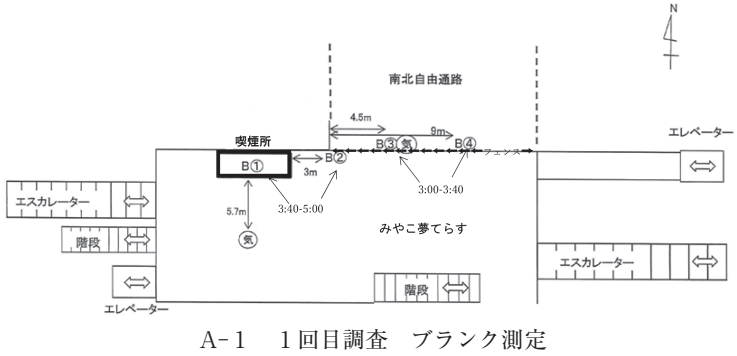 N
南北自由通路
4.5m
9m
エレベーター
喫煙所
B③ 気 B④
フェンス
B①
B②
3m
3:00-3:40
エスカレーター
5.7m
3:40-5:00
みやこ夢てらす
階段
気
エスカレーター
階段
エレベーター
A-1 1回目調査 ブランク測定